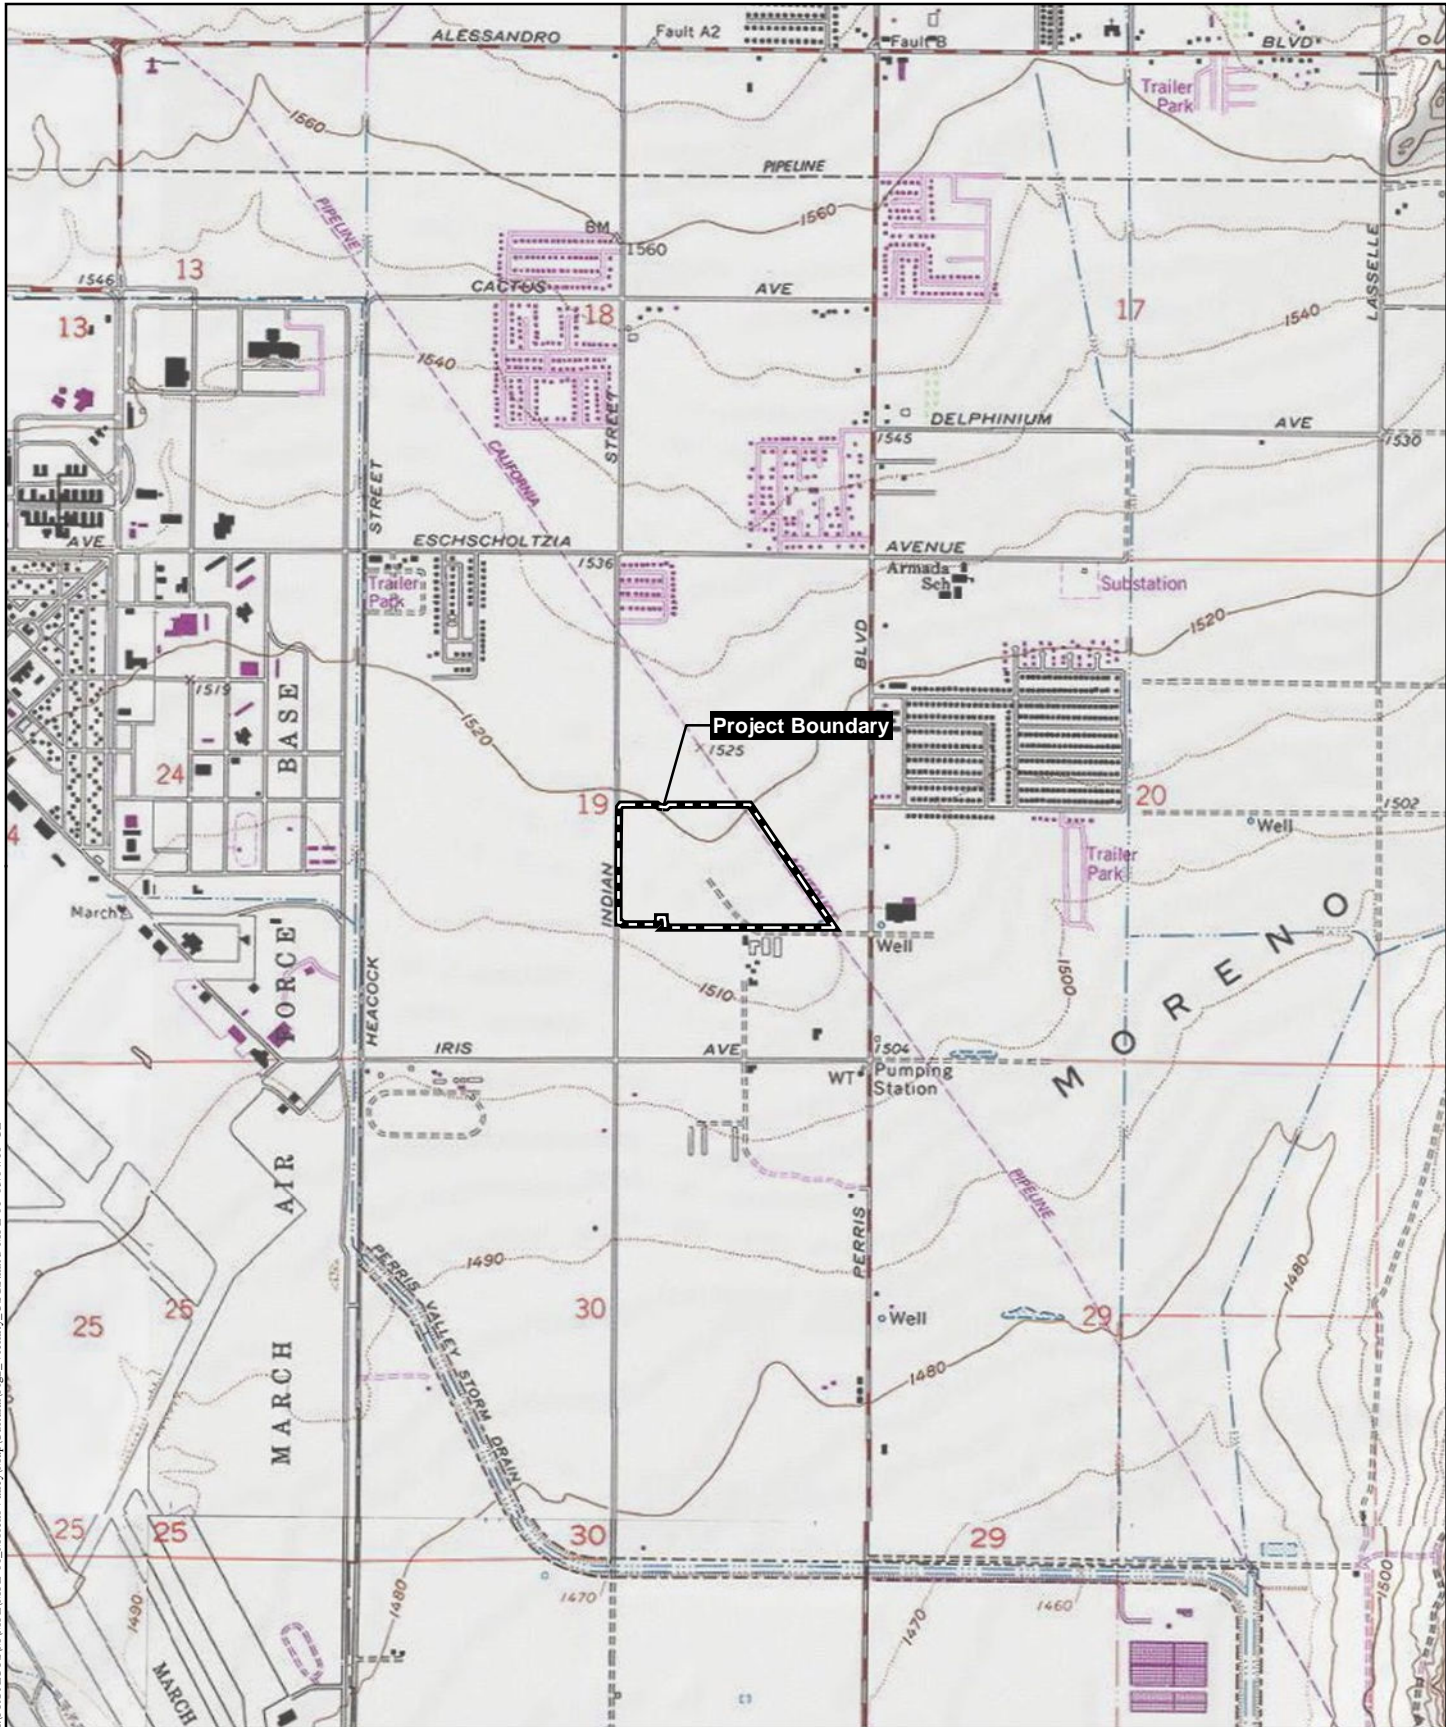 ALESSANDRO
Fault A2
Fault B
BLVD
Trailer
Park
1560
PIPELINE
PIPELINE
1560
BM
1560
13
1546
CACTUS
AVE
18
17
LASSELLE
1540
13
1540
STREET
DELPHINIUM
AVE
1545
1530
CALIFORNIA
STREET
AVE
ESCHSCHOLTZIA
AVENUE
1536
Armada
Sch
Substation
Trailer
Park
1520
BLVD
1519
BASE
1520
Project Boundary
1525
24
19
20
1502
4
Well
Trailer
Park
INDIAN
March
Well
MORENO
FORCE
1500
1510
HEACOCK
IRIS
AVE
1504
WT
Pumping
Station
AIR
PIPELINE
PERRIS
PERRIS VALLEY STORM DRAIN
1490
1480
25
25
30
29
Well
MARCH
1480
25
25
30
29
1490
1480
1470
1460
1470
1500
MARCH